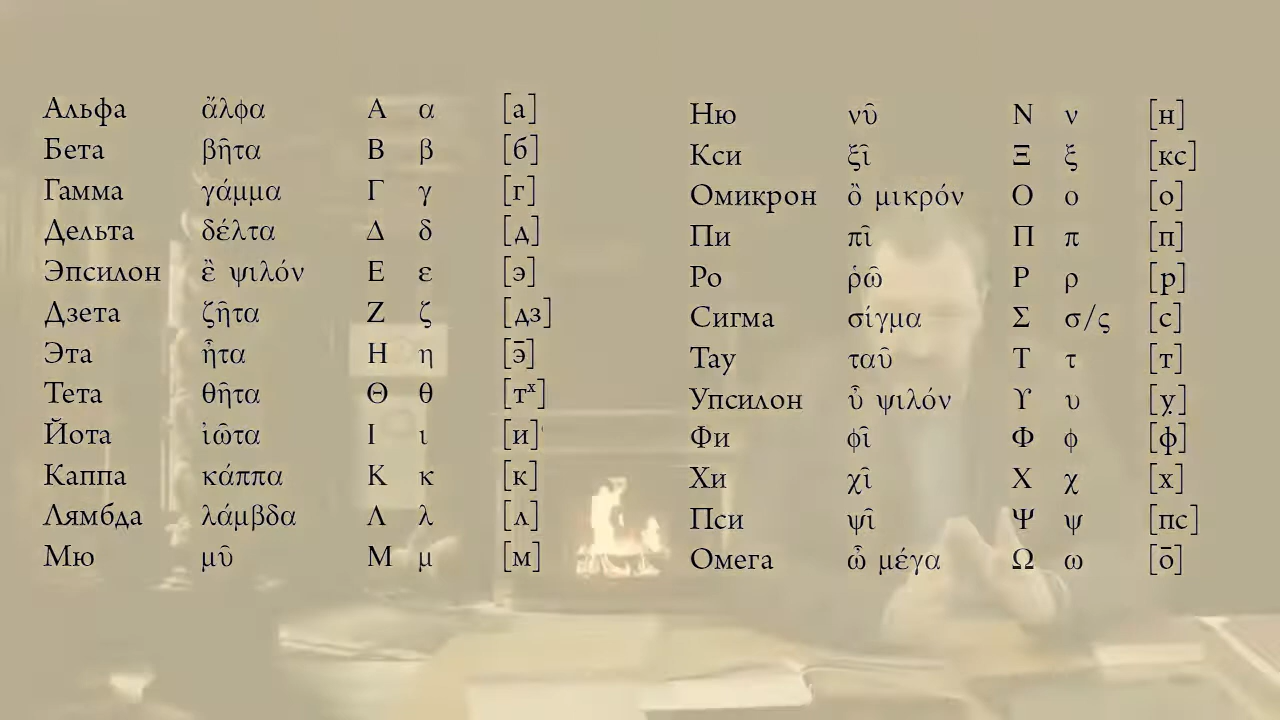 Альфа ἄλφα Α α [а]
Бета βῆτα Β β [б]
Гамма γάμμα Γ γ [г]
Дельта δέλτα Δ δ [д]
Эпсилон ἒ ψιλόν Ε ε [э]
Дзета ζῆτα Ζ ζ [дз]
Эта ἦτα Η η [э̄]
Тета θῆτα Θ θ [тˣ]
Йота ἰῶτα Ι ι [и]
Каппа κάππα Κ κ [к]
Лямбда λάμβδα Λ λ [л]
Мю μῦ Μ μ [м]
Ню νῦ Ν ν [н]
Кси ξῖ Ξ ξ [кс]
Омикрон ὂ μικρόν Ο ο [о]
Пи πῖ Π π [п]
Ро ῥῶ Ρ ρ [р]
Сигма σίγμα Σ σ/ς [с]
Тау ταῦ Τ τ [т]
Упсилон ὖ ψιλόν ϒ υ [у]
Фи φῖ Φ φ [ф]
Хи χῖ Χ χ [х]
Пси ψῖ Ψ ψ [пс]
Омега ὦ μέγα Ω ω [о̄]